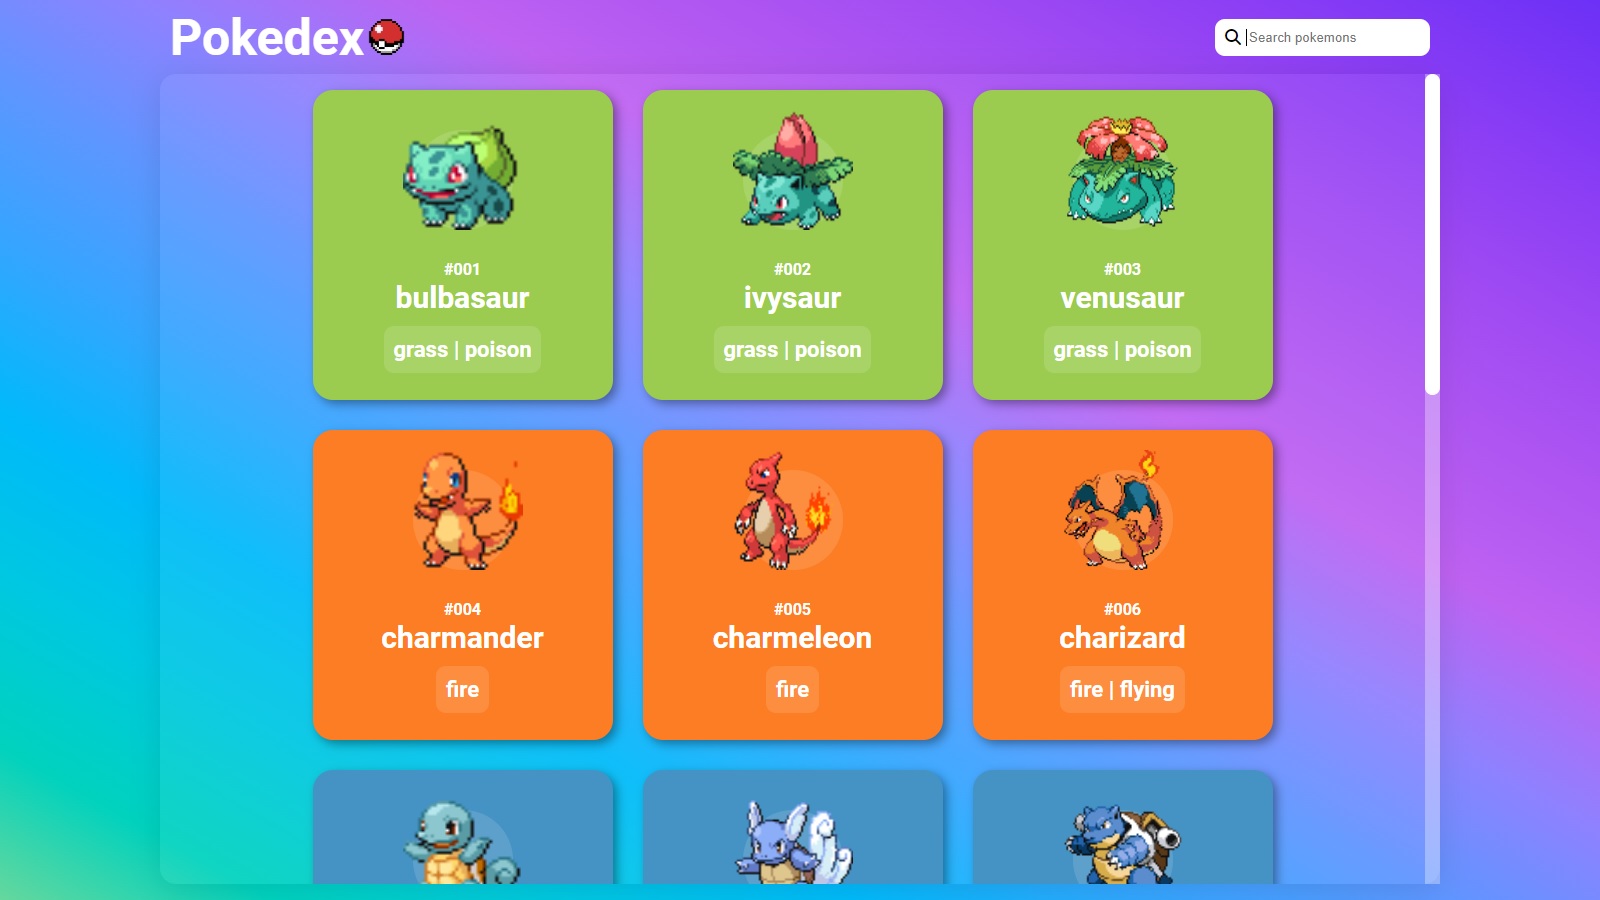 Pokedex
Search pokemons
#001
bulbasaur
grass | poison
#002
ivysaur
grass | poison
#003
venusaur
grass | poison
#004
charmander
fire
#005
charmeleon
fire
#006
charizard
fire | flying